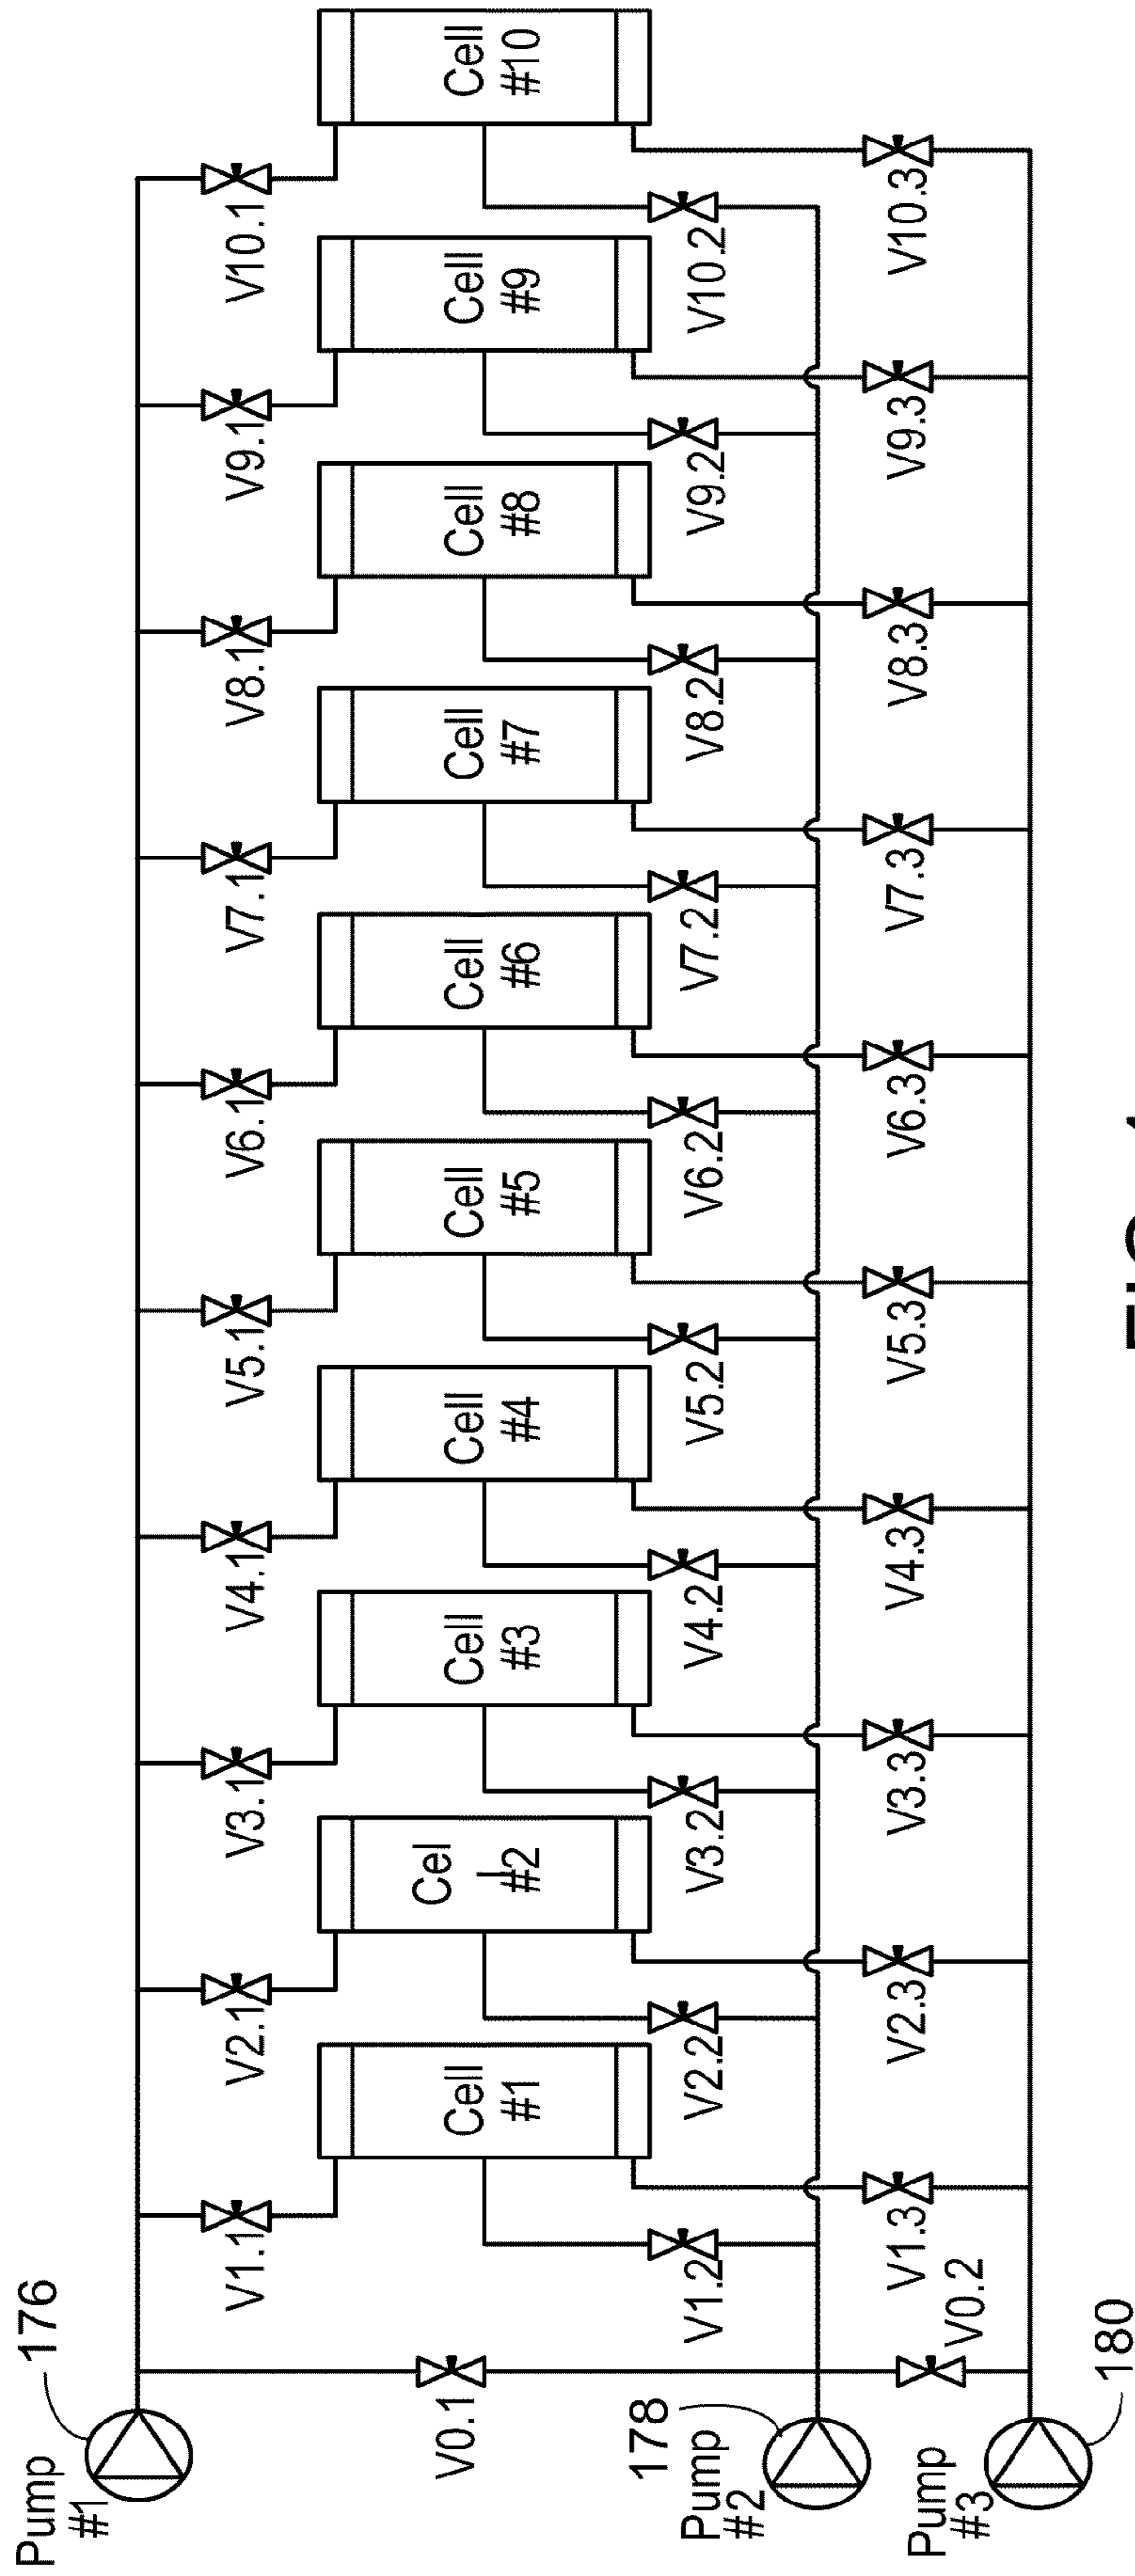 Pump
#1
176
V1.1
V2.1
V3.1
V4.1
V5.1
V6.1
V7.1
V8.1
V9.1
V10.1
Cell
#1
Cel
l
#2
Cell
#3
Cell
#4
Cell
#5
Cell
#6
Cell
#7
Cell
#8
Cell
#9
Cell
#10
V0.1
178
Pump
#2
V1.2
V2.2
V3.2
V4.2
V5.2
V6.2
V7.2
V8.2
V9.2
V10.2
V1.3
V2.3
V3.3
V4.3
V5.3
V6.3
V7.3
V8.3
V9.3
V10.3
V0.2
Pump
#3
180